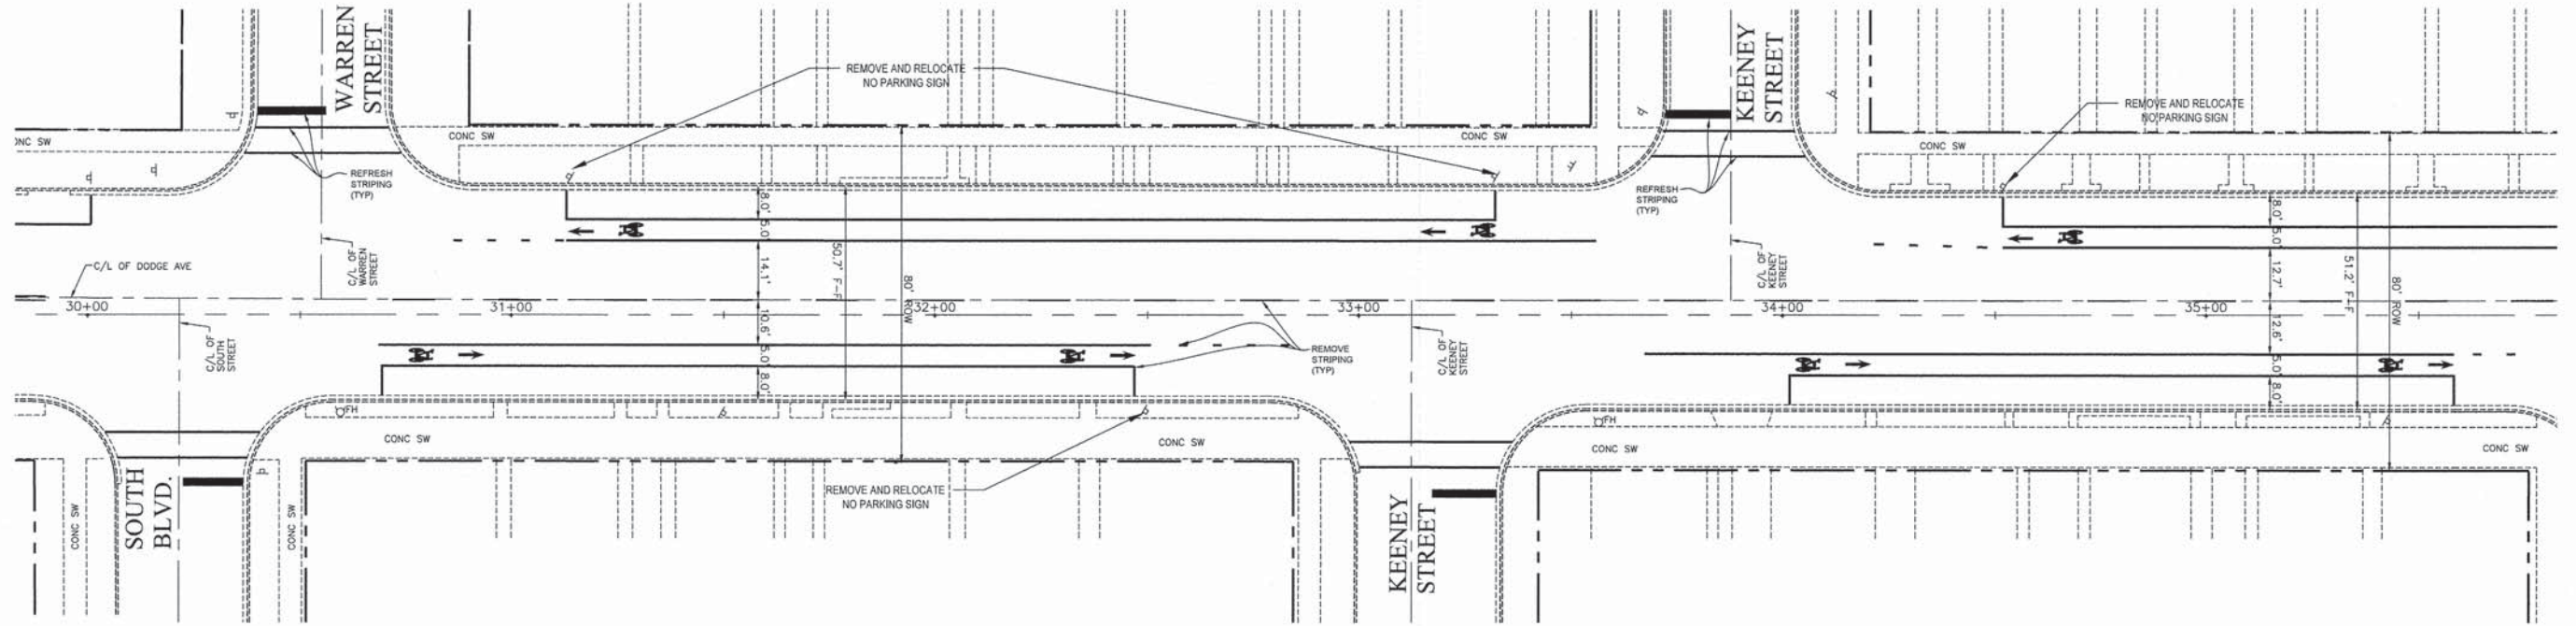 WARREN
STREET
KEENEY
STREET
REMOVE AND RELOCATE
NO PARKING SIGN
REMOVE AND RELOCATE
NO PARKING SIGN
ONC SW
CONC SW
CONC SW
CONC SW
REFRESH
STRIPING
(TYP)
REFRESH
STRIPING
(TYP)
8.0'
5.0'
14.1'
10.6'
5.0'
8.0'
50.7' F-F
80' ROW
8.0'
5.0'
12.7'
12.6'
5.0'
8.0'
51.2' F-F
80' ROW
C/L OF
WARREN
STREET
C/L OF
KEENEY
STREET
C/L OF DODGE AVE
30+00
31+00
32+00
33+00
34+00
35+00
C/L OF
SOUTH
STREET
C/L OF
KEENEY
STREET
REMOVE
STRIPING
(TYP)
FH
FH
CONC SW
CONC SW
CONC SW
CONC SW
REMOVE AND RELOCATE
NO PARKING SIGN
CONC SW
SOUTH
BLVD.
CONC SW
KEENEY
STREET